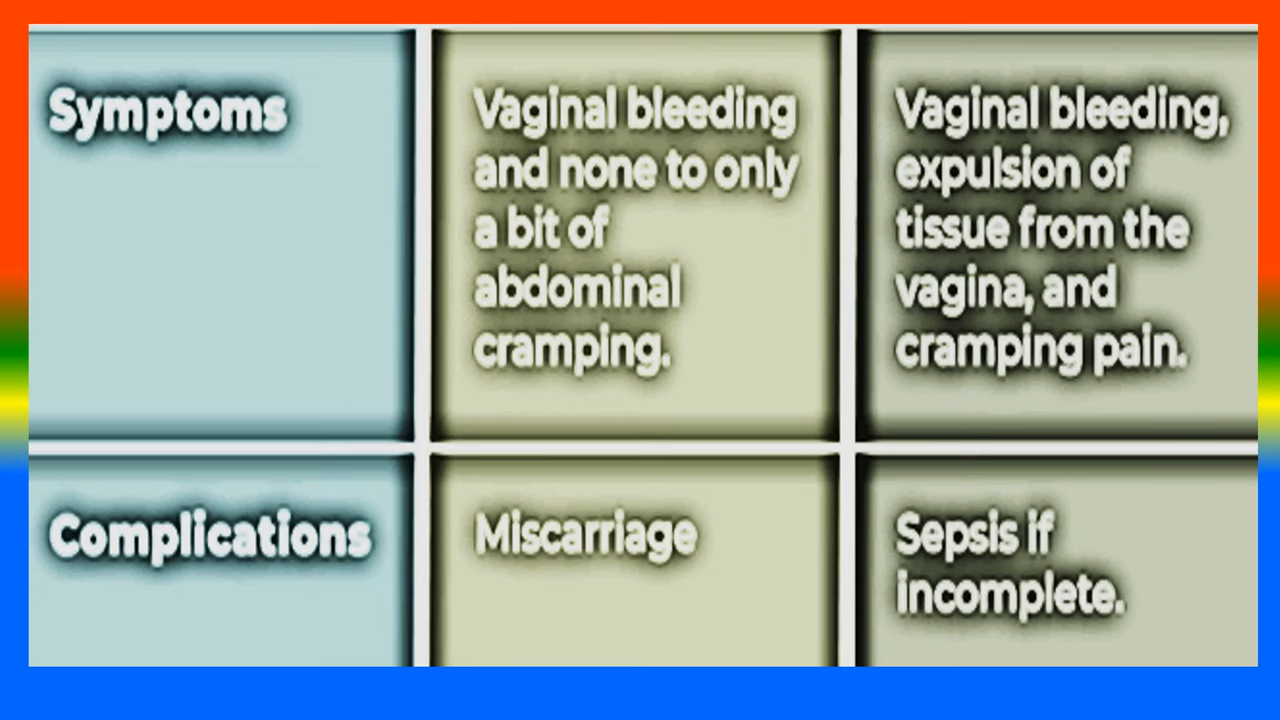 Symptoms
Vaginal bleeding
and none to only
a bit of
abdominal
cramping.
Vaginal bleeding,
expulsion of
tissue from the
vagina, and
cramping pain.
Complications
Miscarriage
Sepsis if
incomplete.